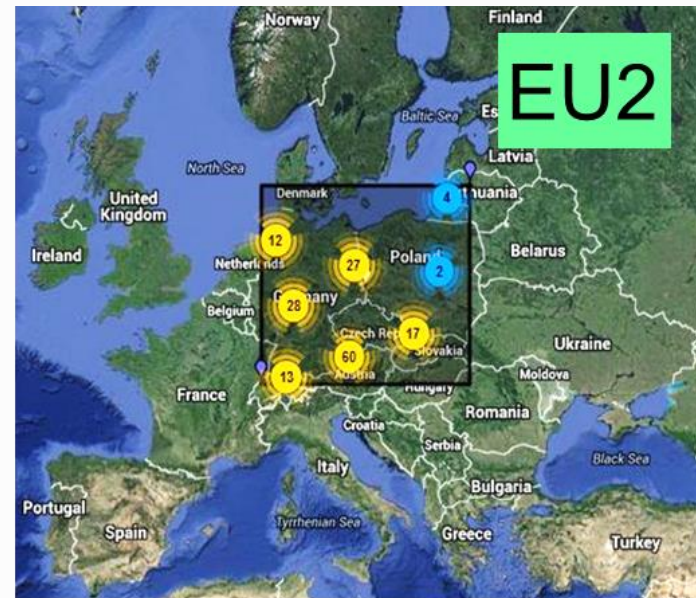 Norway
Finland
EU2
Baltic Sea
Es
Latvia
North Sea
Denmark
4
thuania
United
Kingdom
12
Ireland
Netherlands
27
Poland
2
Belarus
28
G
many
Belgium
17
Czech Rep
Slovakia
Ukraine
60
13
Austria
Moldova
France
Hungary
Romania
Croatia
Serbia
Italy
Black Sea
Bulgaria
Portugal
Spain
Tyrrhenian Sea
Greece
Turkey